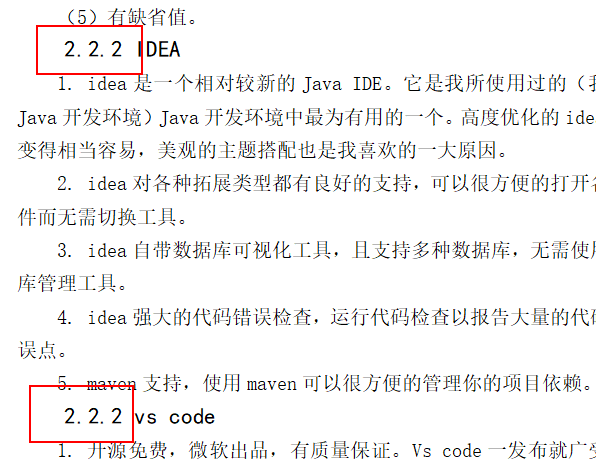 （5）有缺省值。
2.2.2 IDEA
1. idea 是一个相对较新的 Java IDE。它是我所使用过的（
Java 开发环境）Java 开发环境中最为有用的一个。高度优化的 ide
变得相当容易，美观的主题搭配也是我喜欢的一大原因。
2. idea 对各种拓展类型都有良好的支持，可以很方便的打开
件而无需切换工具。
3. idea 自带数据库可视化工具，且支持多种数据库，无需使
库管理工具。
4. idea 强大的代码错误检查，运行代码检查以报告大量的代
误点。
5. maven 支持，使用 maven 可以很方便的管理你的项目依赖。
2.2.2 vs code
1. 开源免费，微软出品，有质量保证。Vs code 一发布就广